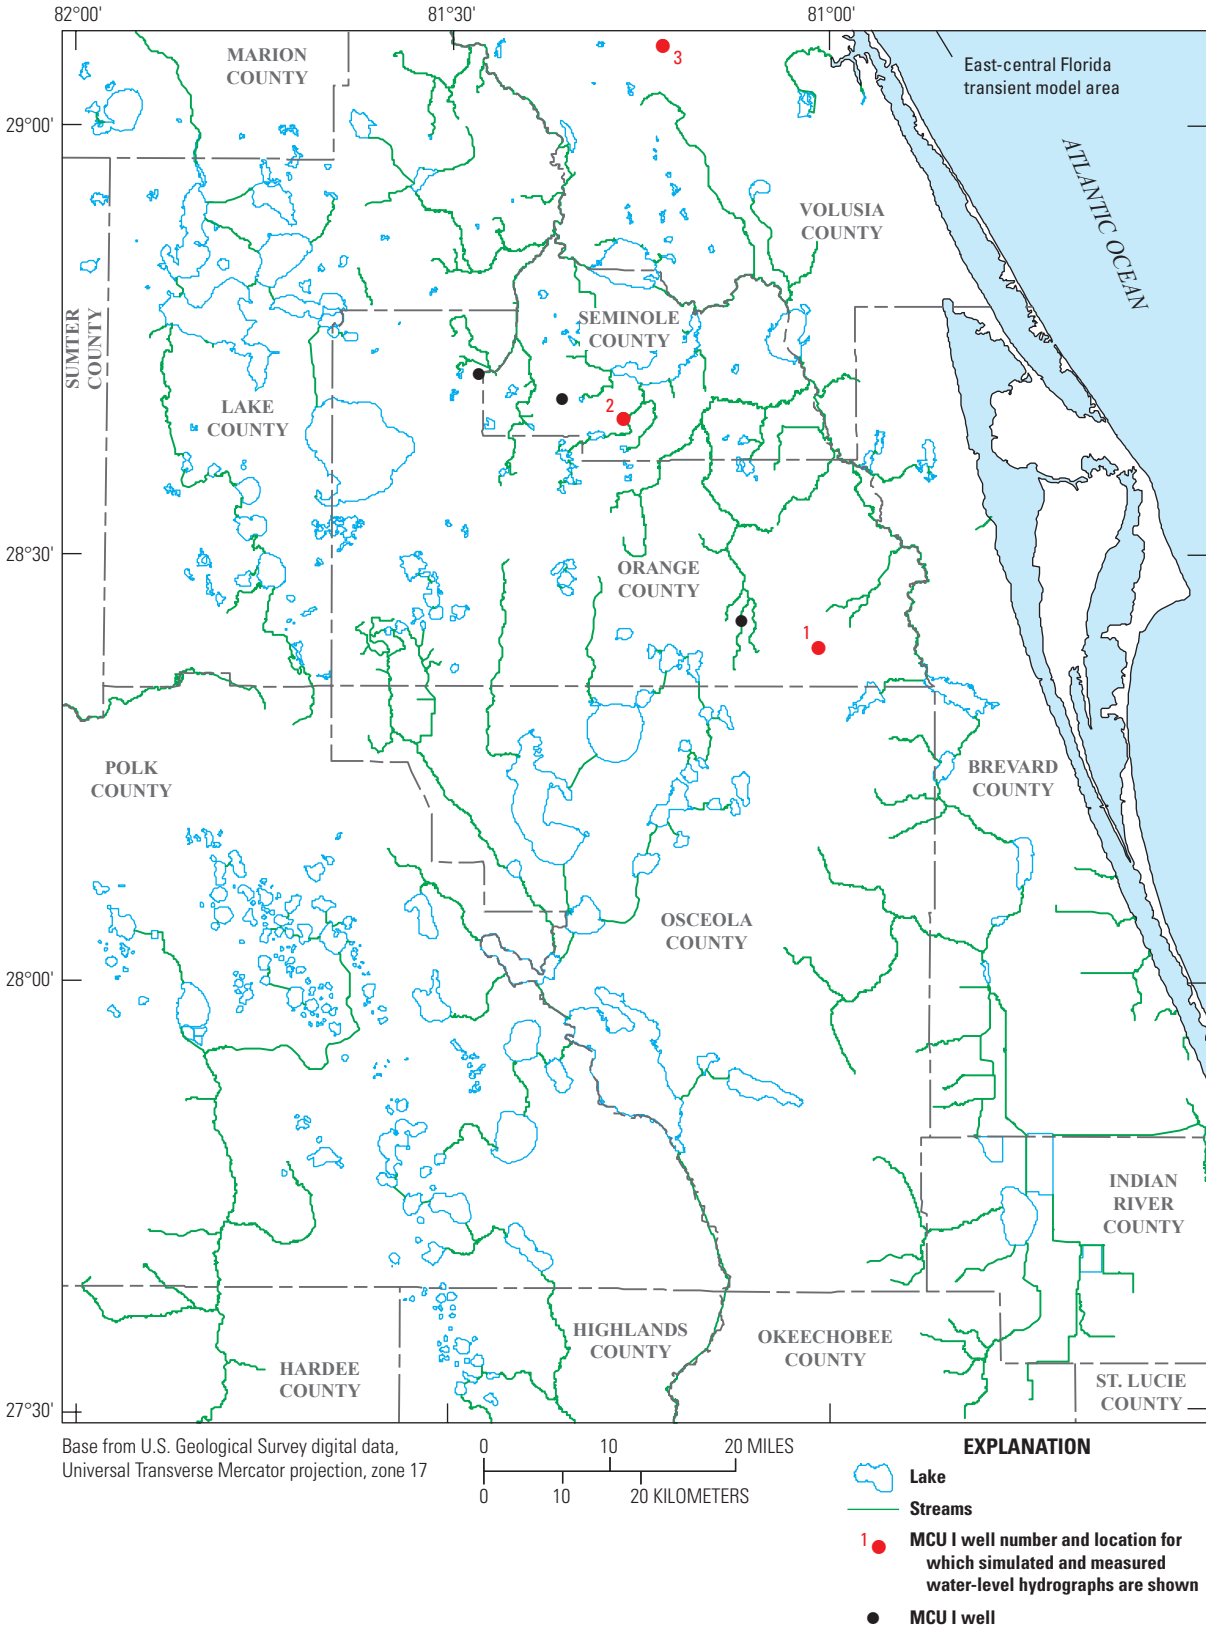 82°00'
81°30'
81°00'
MARION
COUNTY
3
East-central Florida
transient model area
29°00'
ATLANTIC OCEAN
VOLUSIA
COUNTY
SUMTER
COUNTY
SEMINOLE
COUNTY
LAKE
COUNTY
2
28°30'
ORANGE
COUNTY
1
POLK
COUNTY
BREVARD
COUNTY
OSCEOLA
COUNTY
28°00'
INDIAN
RIVER
COUNTY
HIGHLANDS
COUNTY
OKEECHOBEE
COUNTY
HARDEE
COUNTY
ST. LUCIE
COUNTY
27°30'
Base from U.S. Geological Survey digital data,
Universal Transverse Mercator projection, zone 17
0 10 20 MILES
0 10 20 KILOMETERS
EXPLANATION
Lake
Streams
1 MCU I well number and location for
which simulated and measured
water-level hydrographs are shown
MCU I well